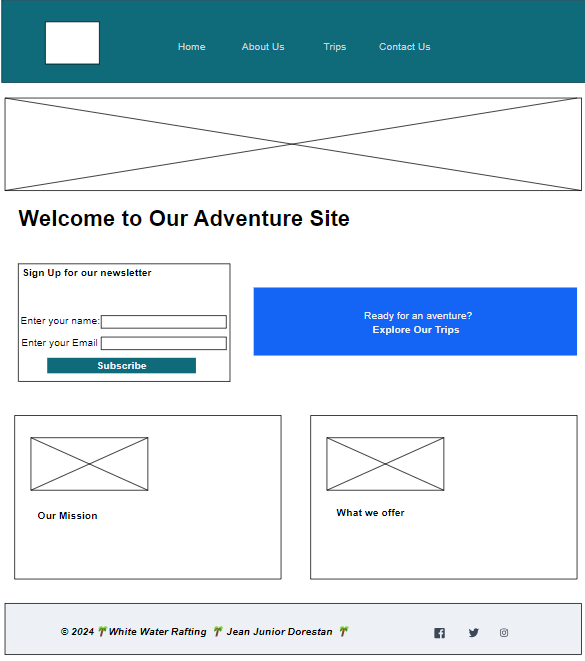 Home About Us Trips Contact Us
Welcome to Our Adventure Site
Sign Up for our newsletter
Enter your name:
Enter your Email
Subscribe
Ready for an aventure?
Explore Our Trips
Our Mission
What we offer
© 2024 🌴 White Water Rafting 🌴 Jean Junior Dorestan 🌴